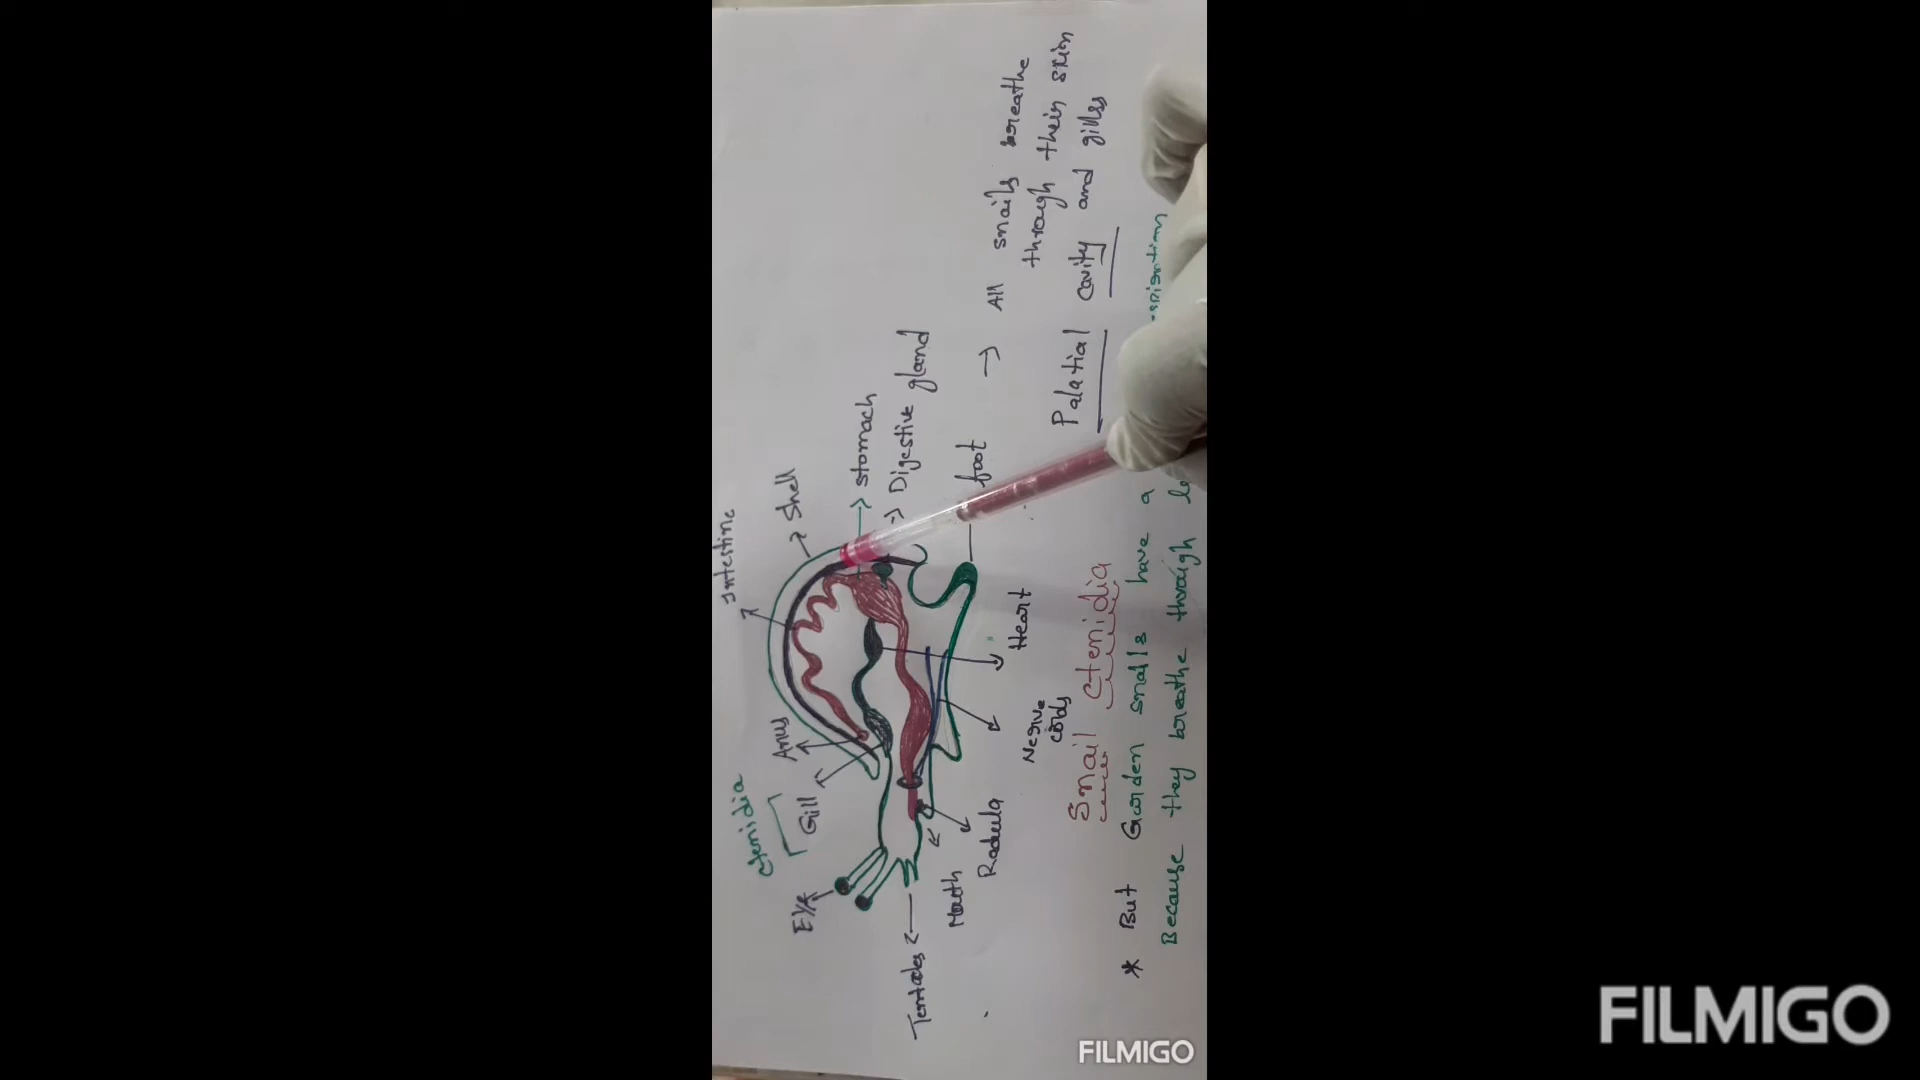 Intestine
Shell
stomach
Digestive gland
foot
Anus
Ctenidia
Gill
Eye
Tentacles
Mouth
Radula
Nerve
cords
Heart
Snail Ctenidia
→ All snails breathe
through their skin
Palatial cavity and gills
* But Garden snails have a
Because they breathe through
FILMIGO
FILMIGO